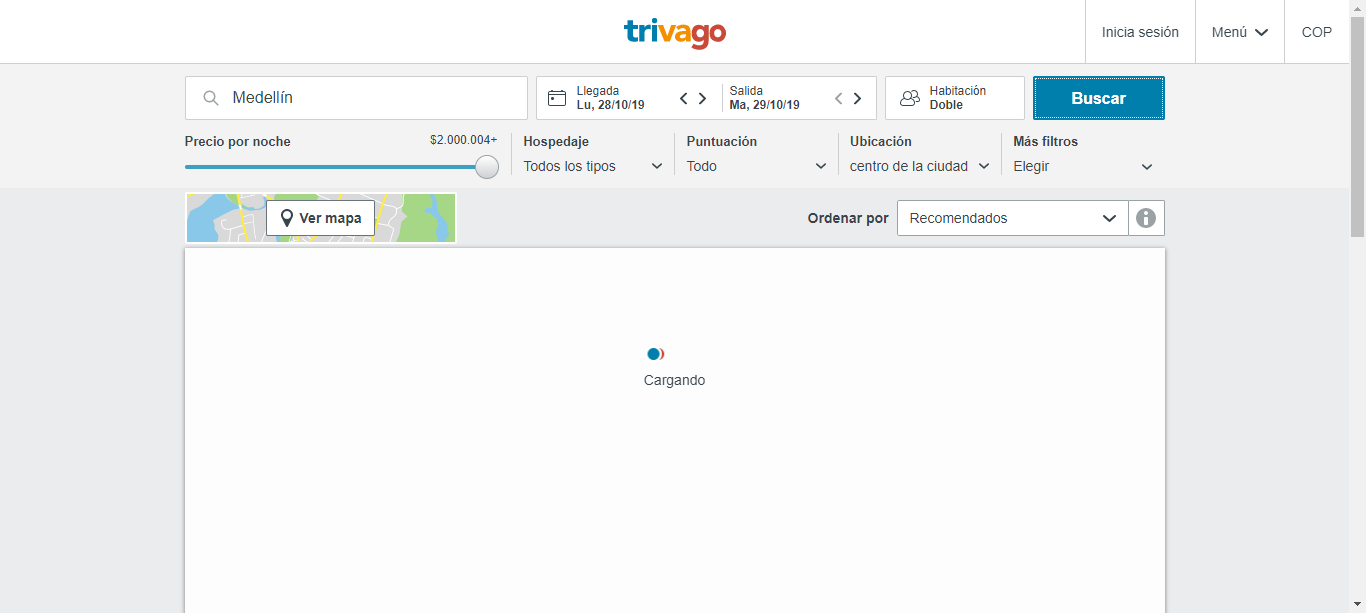 trivago
Inicia sesión
Menú
COP
Medellín
Llegada
Lu, 28/10/19
Salida
Ma, 29/10/19
Habitación
Doble
Buscar
Precio por noche
$2.000.004+
Hospedaje
Todos los tipos
Puntuación
Todo
Ubicación
centro de la ciudad
Más filtros
Elegir
Ver mapa
Ordenar por
Recomendados
Cargando